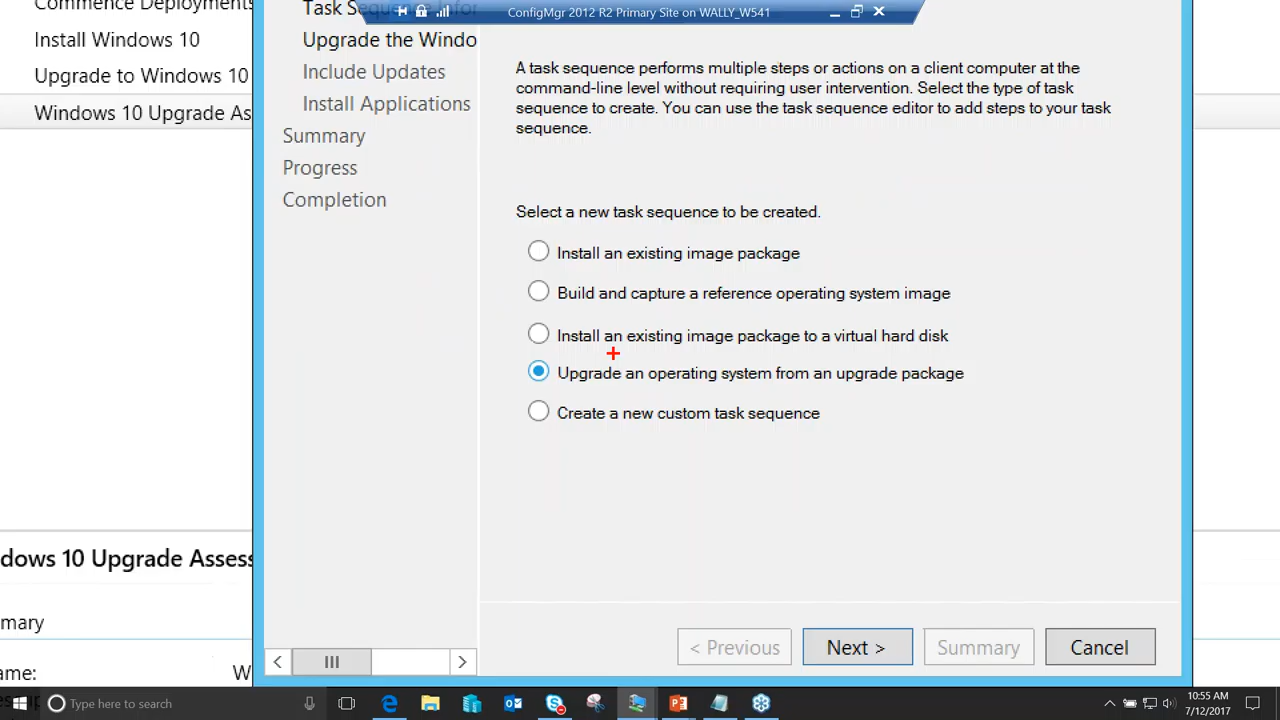 Commence Deployments
Install Windows 10
Upgrade to Windows 10
Windows 10 Upgrade As
dows 10 Upgrade Assess
mary
ame:
W
ConfigMgr 2012 R2 Primary Site on WALLY_W541
Task Sequence Infor
Upgrade the Windo
Include Updates
Install Applications
Summary
Progress
Completion
A task sequence performs multiple steps or actions on a client computer at the
command-line level without requiring user intervention. Select the type of task
sequence to create. You can use the task sequence editor to add steps to your task
sequence.
Select a new task sequence to be created.
Install an existing image package
Build and capture a reference operating system image
Install an existing image package to a virtual hard disk
Upgrade an operating system from an upgrade package
Create a new custom task sequence
< Previous
Next >
Summary
Cancel
Type here to search
10:55 AM
7/12/2017